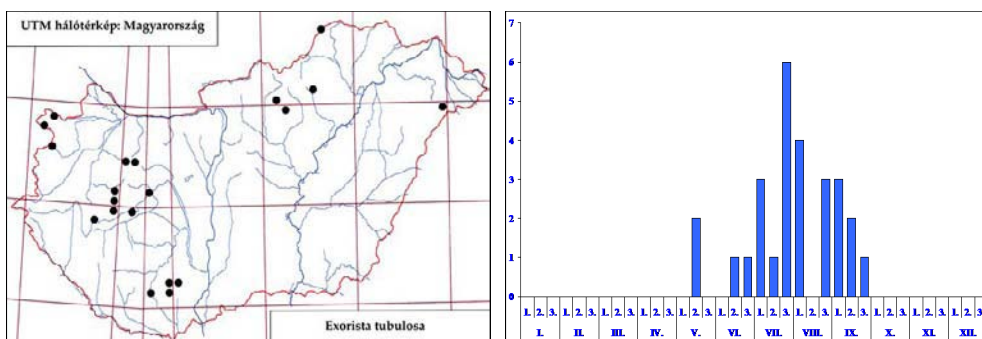 UTM hálótérkép: Magyarország
Exorista tubulosa
7
6
5
4
3
2
1
0
1. 2. 3. 1. 2. 3. 1. 2. 3. 1. 2. 3. 1. 2. 3. 1. 2. 3. 1. 2. 3. 1. 2. 3. 1. 2. 3. 1. 2. 3. 1. 2. 3. 1. 2. 3.
I. II. III. IV. V. VI. VII. VIII. IX. X. XI. XII.